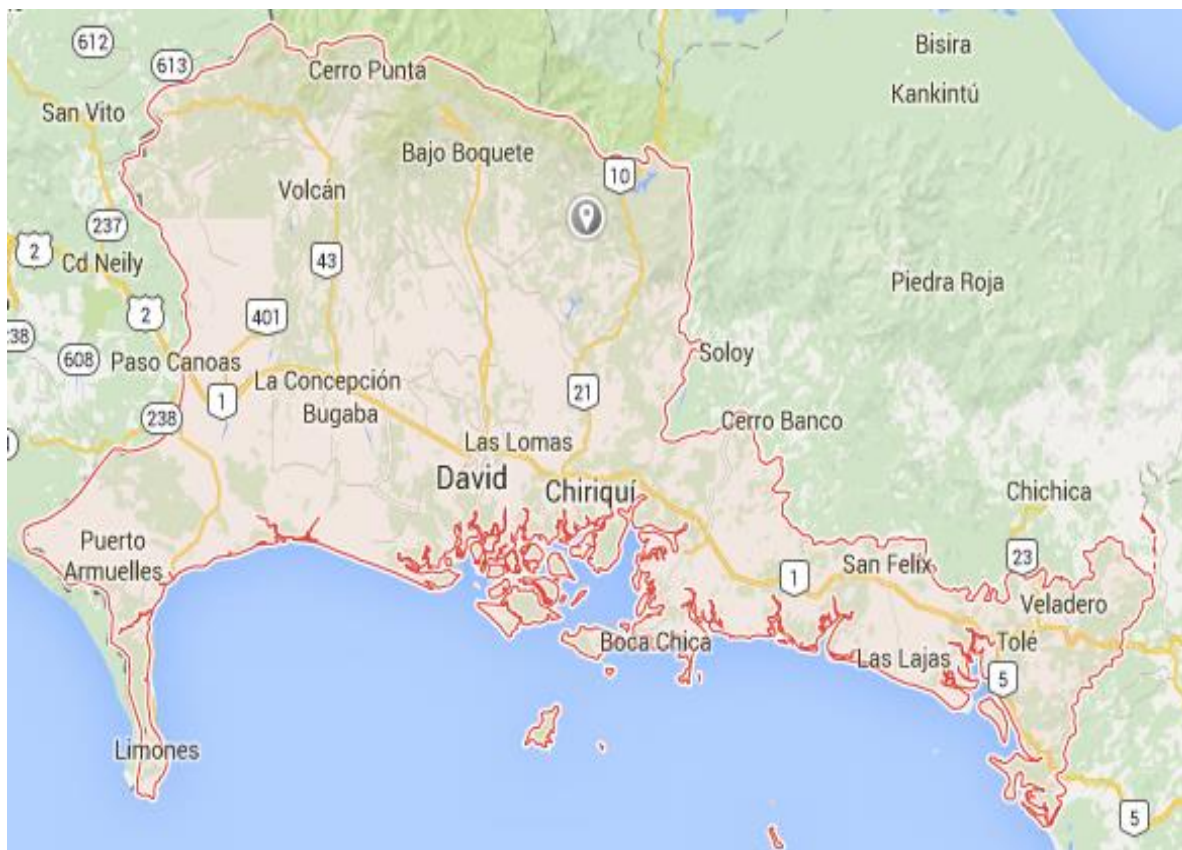 612
Bisira
613
Cerro Punta
Kankintú
San Vito
Bajo Boquete
10
Volcán
237
2
43
Cd Neily
Piedra Roja
2
401
238
608
Paso Canoas
Soloy
La Concepción
1
21
Bugaba
238
Cerro Banco
Las Lomas
David
Chiriquí
Chichica
Puerto
Armuelles
1
San Felix
23
Veladero
Boca Chica
Las Lajas
Tolé
5
Limones
5